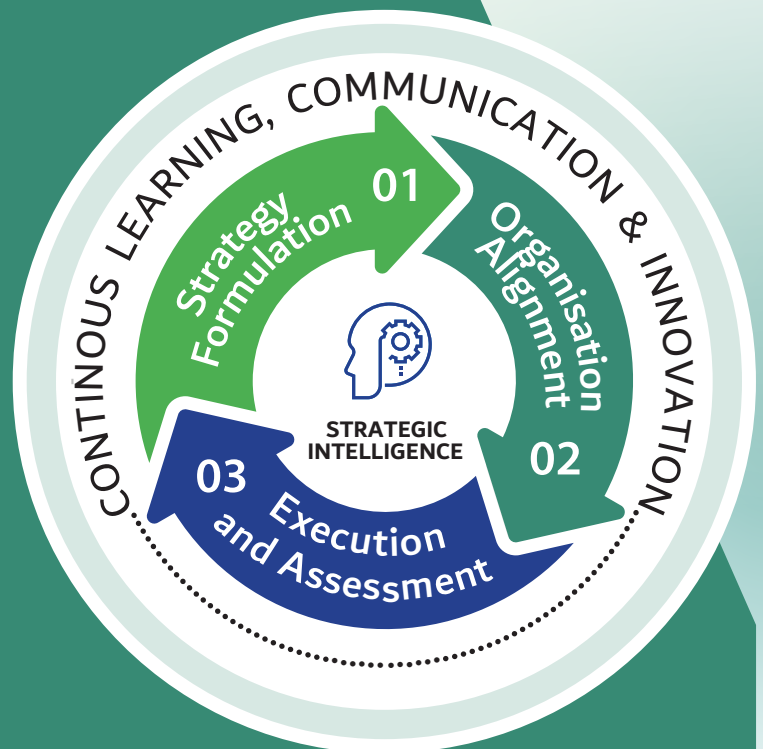 CONTINOUS LEARNING, COMMUNICATION & INNOVATION
01
Strategy
Formulation
Organisation
Alignment
02
03
Execution
and Assessment
STRATEGIC
INTELLIGENCE